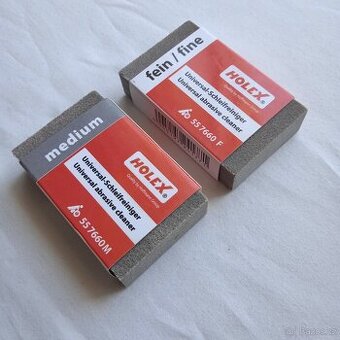 fein / fine
HOLEX®
Universal-Schleifreiniger
Universal abrasive cleaner
55 7660 F
medium
HOLEX®
Universal-Schleifreiniger
Universal abrasive cleaner
55 7660 M